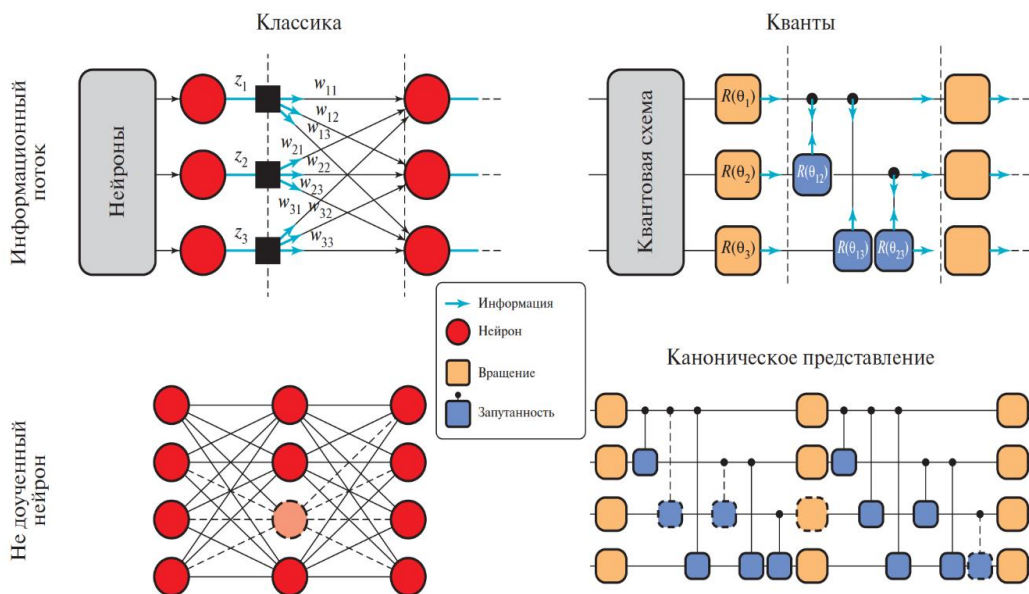 Классика
Кванты
Информационный
поток
Нейроны
z1
z2
z3
w11
w12
w13
w21
w22
w23
w31
w32
w33
Квантовая схема
R(θ1)
R(θ2)
R(θ3)
R(θ12)
R(θ13)
R(θ23)
Информация
Нейрон
Вращение
Запутанность
Каноническое представление
Не доученный
нейрон